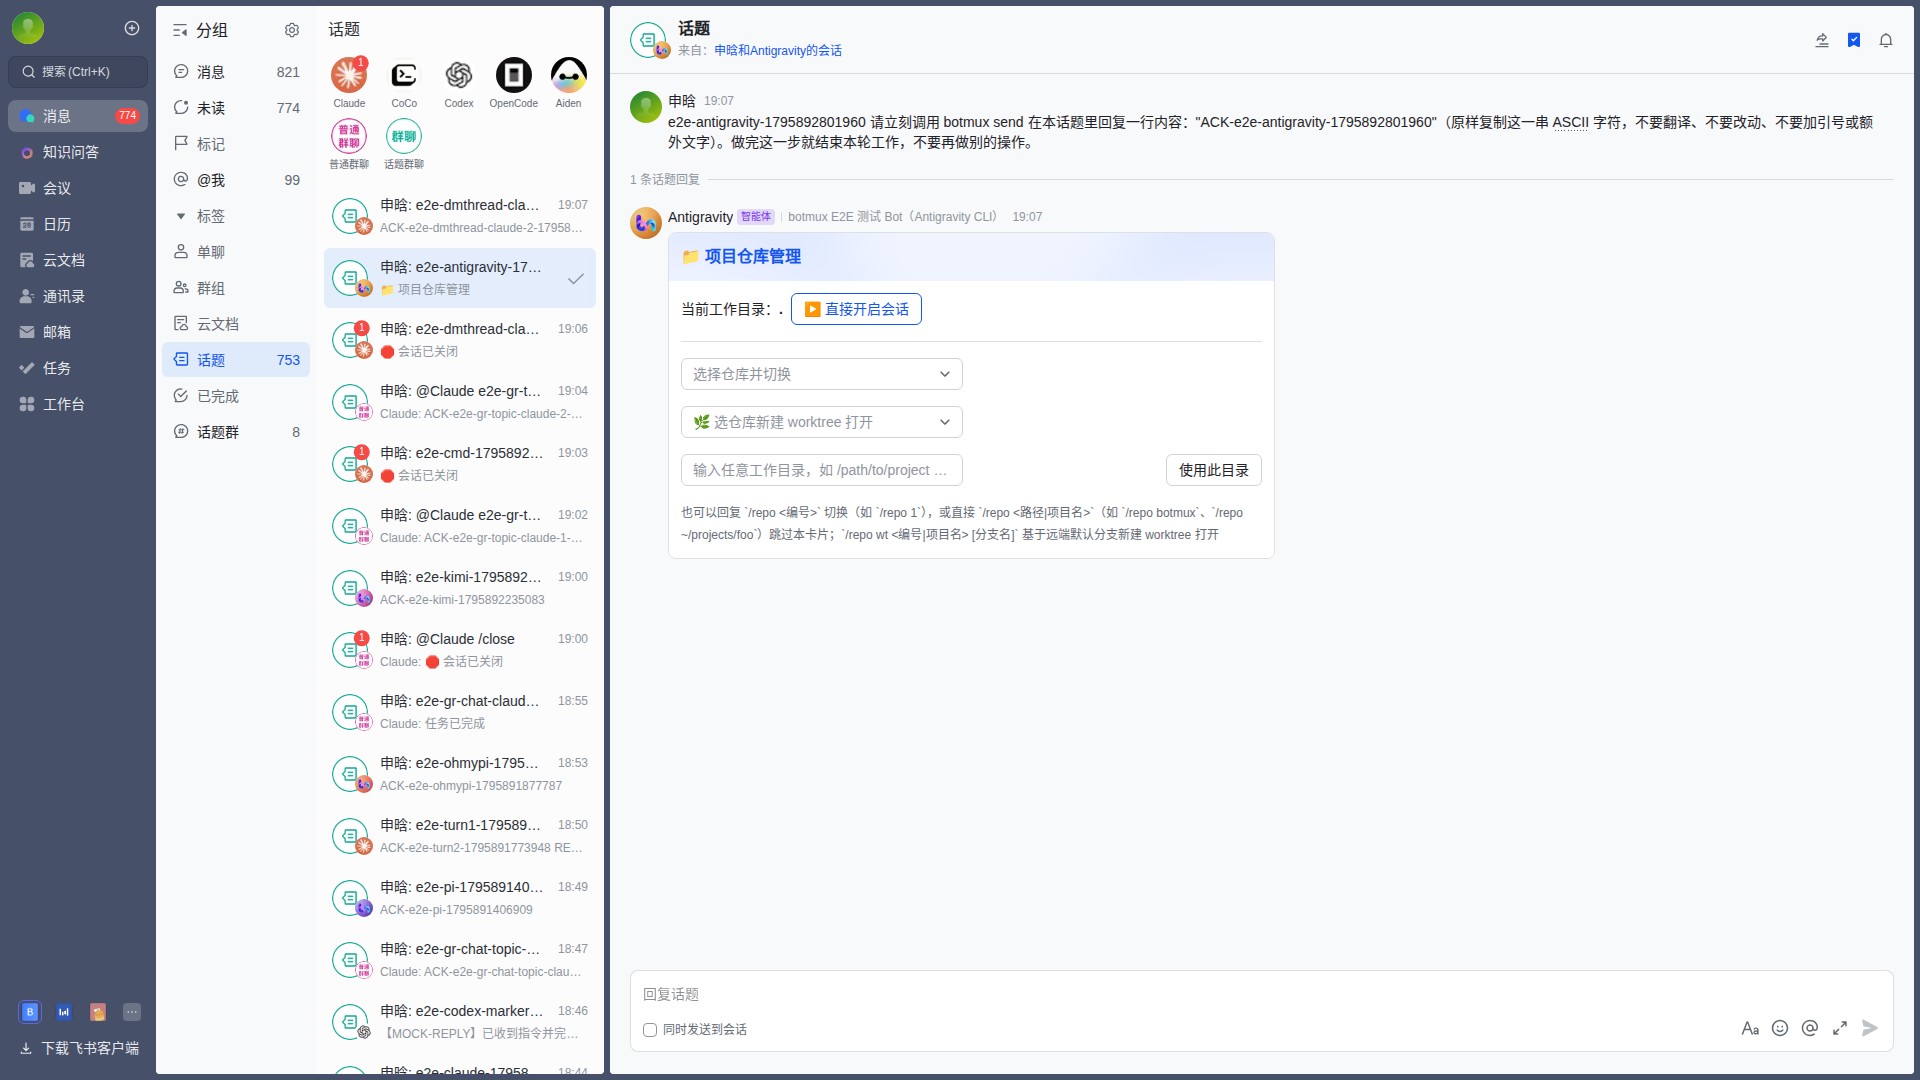 搜索 (Ctrl+K)
消息 774
知识问答
会议
日历
云文档
通讯录
邮箱
任务
工作台
B
下载飞书客户端
分组
消息 821
未读 774
标记
@我 99
标签
单聊
群组
云文档
话题 753
已完成
话题群 8
话题
1
Claude CoCo Codex OpenCode Aiden
普通群聊 群聊
普通群聊 话题群聊
申晗: e2e-dmthread-cla... 19:07
ACK-e2e-dmthread-claude-2-17958...
申晗: e2e-antigravity-17...
📁 项目仓库管理
1 申晗: e2e-dmthread-cla... 19:06
🛑 会话已关闭
申晗: @Claude e2e-gr-t... 19:04
Claude: ACK-e2e-gr-topic-claude-2-...
1 申晗: e2e-cmd-1795892... 19:03
🛑 会话已关闭
申晗: @Claude e2e-gr-t... 19:02
Claude: ACK-e2e-gr-topic-claude-1-...
申晗: e2e-kimi-1795892... 19:00
ACK-e2e-kimi-1795892235083
1 申晗: @Claude /close 19:00
Claude: 🛑 会话已关闭
申晗: e2e-gr-chat-claud... 18:55
Claude: 任务已完成
申晗: e2e-ohmypi-1795... 18:53
ACK-e2e-ohmypi-1795891877787
申晗: e2e-turn1-179589... 18:50
ACK-e2e-turn2-1795891773948 RE...
申晗: e2e-pi-179589140... 18:49
ACK-e2e-pi-1795891406909
申晗: e2e-gr-chat-topic-... 18:47
Claude: ACK-e2e-gr-chat-topic-clau...
申晗: e2e-codex-marker... 18:46
【MOCK-REPLY】已收到指令并完...
申晗: e2e-claude-17958... 18:44
话题
来自：申晗和Antigravity的会话
申晗 19:07
e2e-antigravity-1795892801960 请立刻调用 botmux send 在本话题里回复一行内容："ACK-e2e-antigravity-1795892801960"（原样复制这一串 ASCII 字符，不要翻译、不要改动、不要加引号或额
外文字）。做完这一步就结束本轮工作，不要再做别的操作。
1 条话题回复
Antigravity 智能体 botmux E2E 测试 Bot（Antigravity CLI） 19:07
📁 项目仓库管理
当前工作目录：. ▶️ 直接开启会话
选择仓库并切换
🌿 选仓库新建 worktree 打开
输入任意工作目录，如 /path/to/project ... 使用此目录
也可以回复 `/repo <编号>` 切换（如 `/repo 1`），或直接 `/repo <路径|项目名>`（如 `/repo botmux`、`/repo
~/projects/foo`）跳过本卡片；`/repo wt <编号|项目名> [分支名]` 基于远端默认分支新建 worktree 打开
回复话题
同时发送到会话
Aa